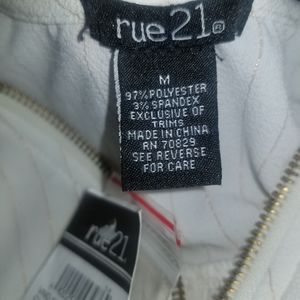 rue21®
M
97% POLYESTER
3% SPANDEX
EXCLUSIVE OF
TRIMS
MADE IN CHINA
RN 70829
SEE REVERSE
FOR CARE
rue21